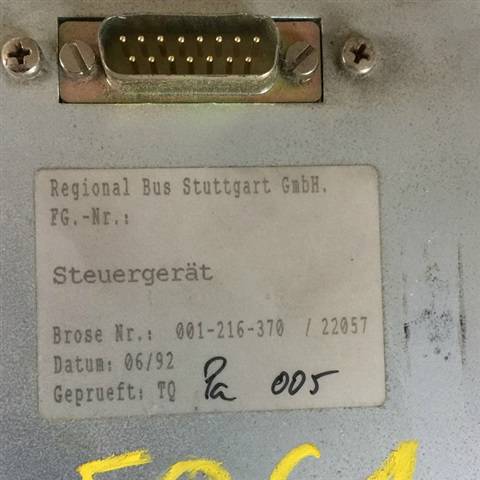 Regional Bus Stuttgart GmbH.
FG.-Nr.:
Steuergerät
Brose Nr.: 001-216-370 / 22057
Datum: 06/92
Geprueft: TQ Pa 005